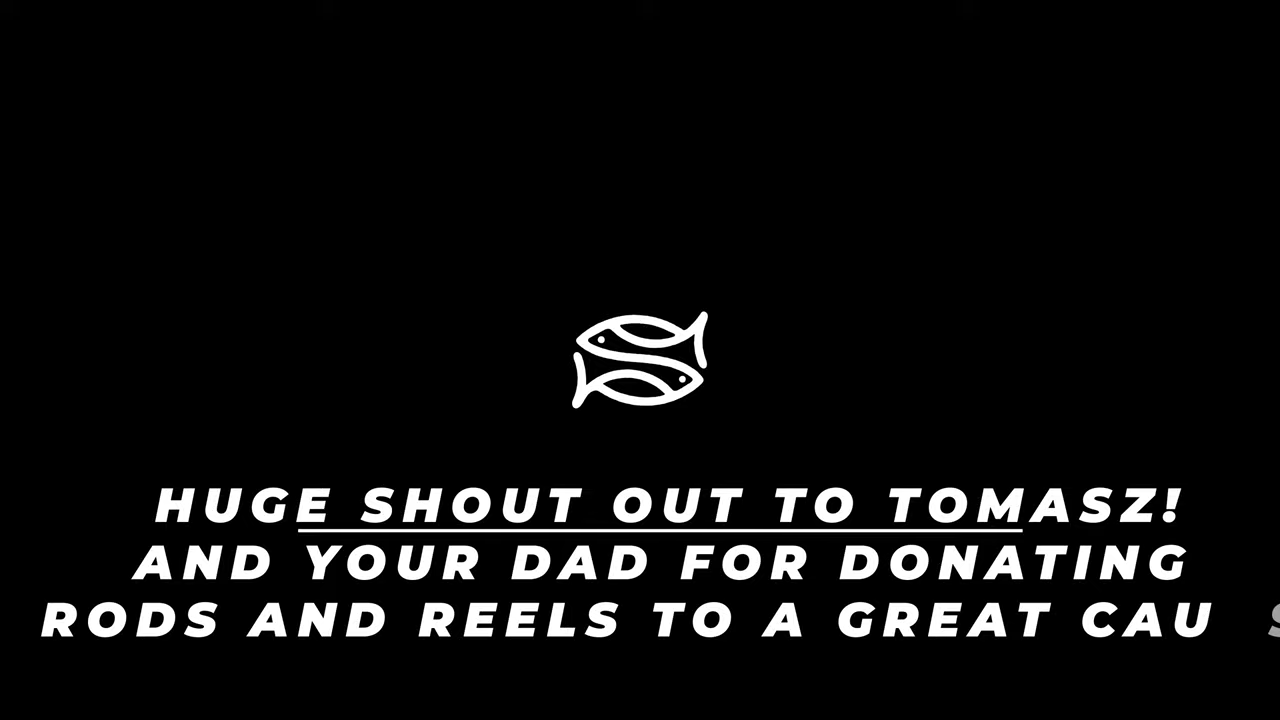 HUGE SHOUT OUT TO TOMASZ!
AND YOUR DAD FOR DONATING
RODS AND REELS TO A GREAT CAU S